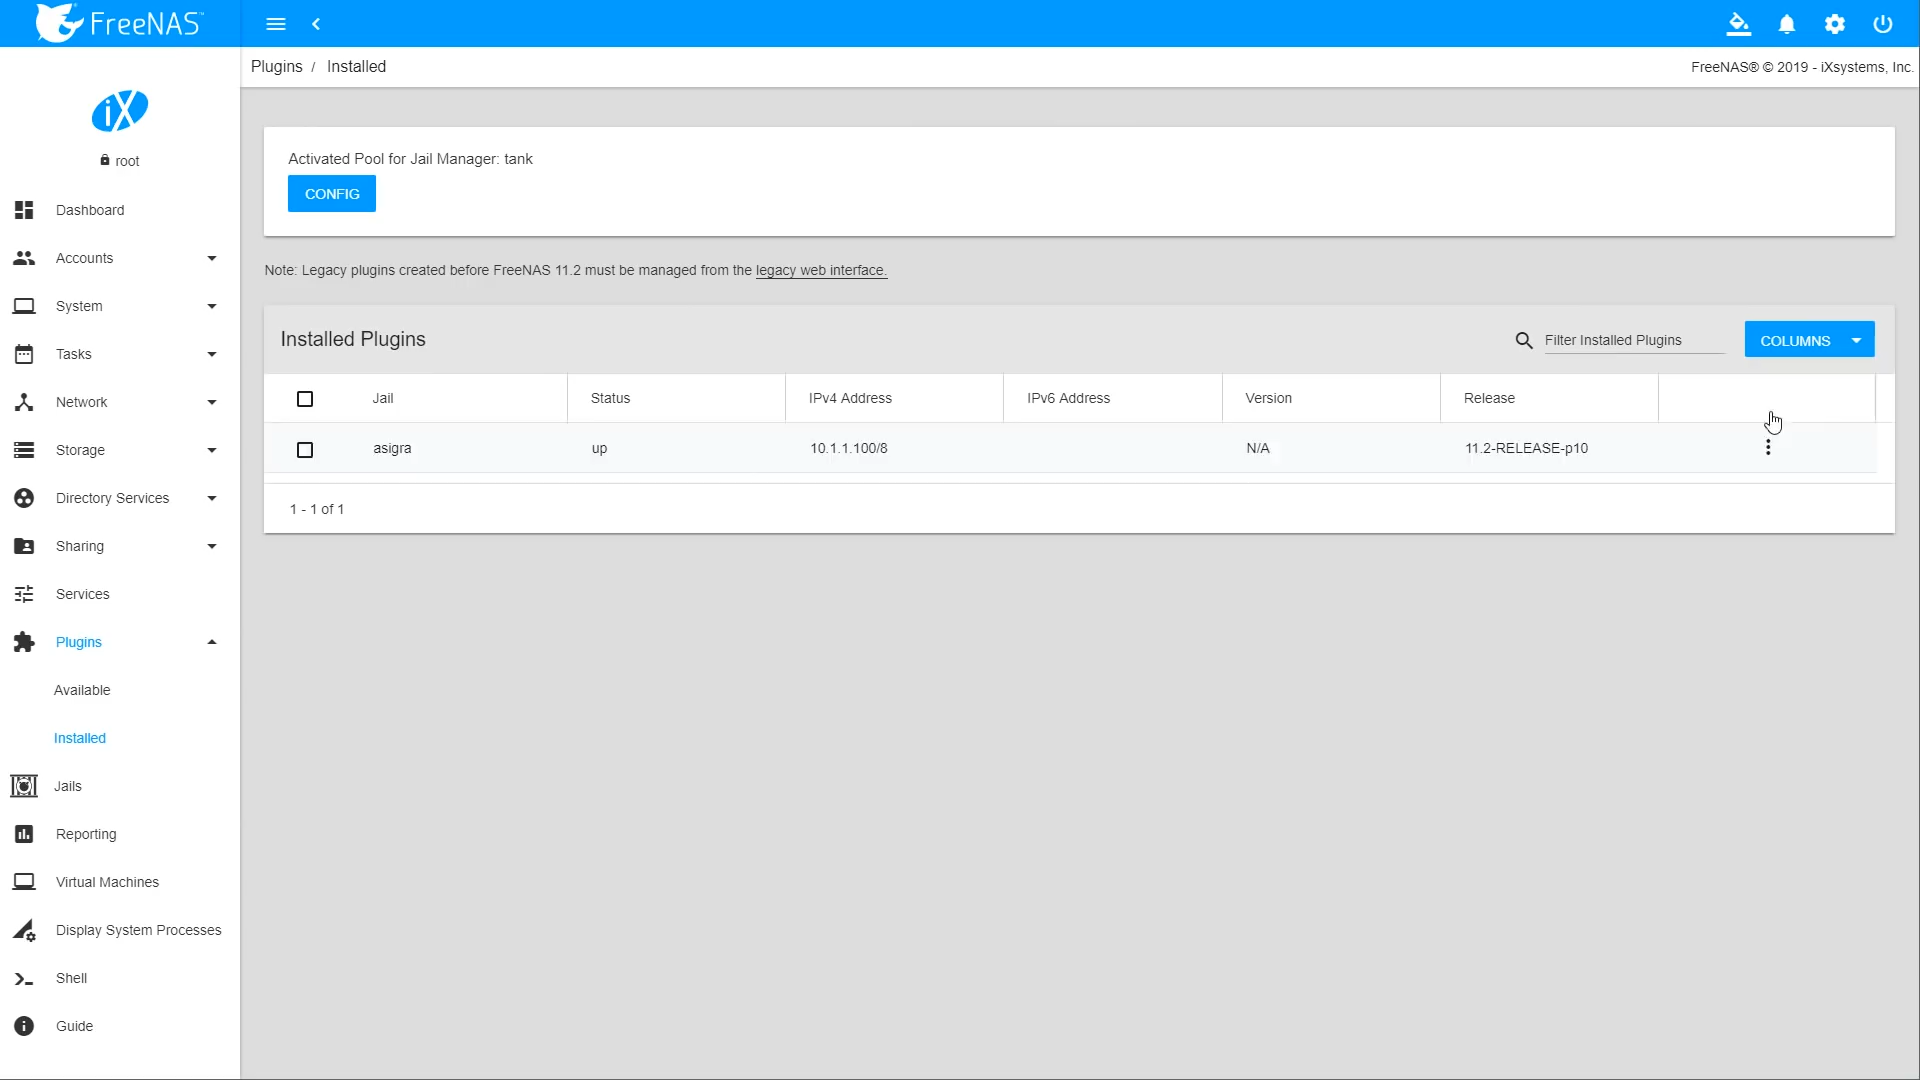 FreeNAS™
Plugins / Installed
FreeNAS® © 2019 - iXsystems, Inc.
iX
root
Dashboard
Accounts
System
Tasks
Network
Storage
Directory Services
Sharing
Services
Plugins
Available
Installed
Jails
Reporting
Virtual Machines
Display System Processes
Shell
Guide
Activated Pool for Jail Manager: tank
CONFIG
Note: Legacy plugins created before FreeNAS 11.2 must be managed from the legacy web interface.
Installed Plugins
Filter Installed Plugins
COLUMNS
Jail Status IPv4 Address IPv6 Address Version Release
asigra up 10.1.1.100/8 N/A 11.2-RELEASE-p10
1 - 1 of 1